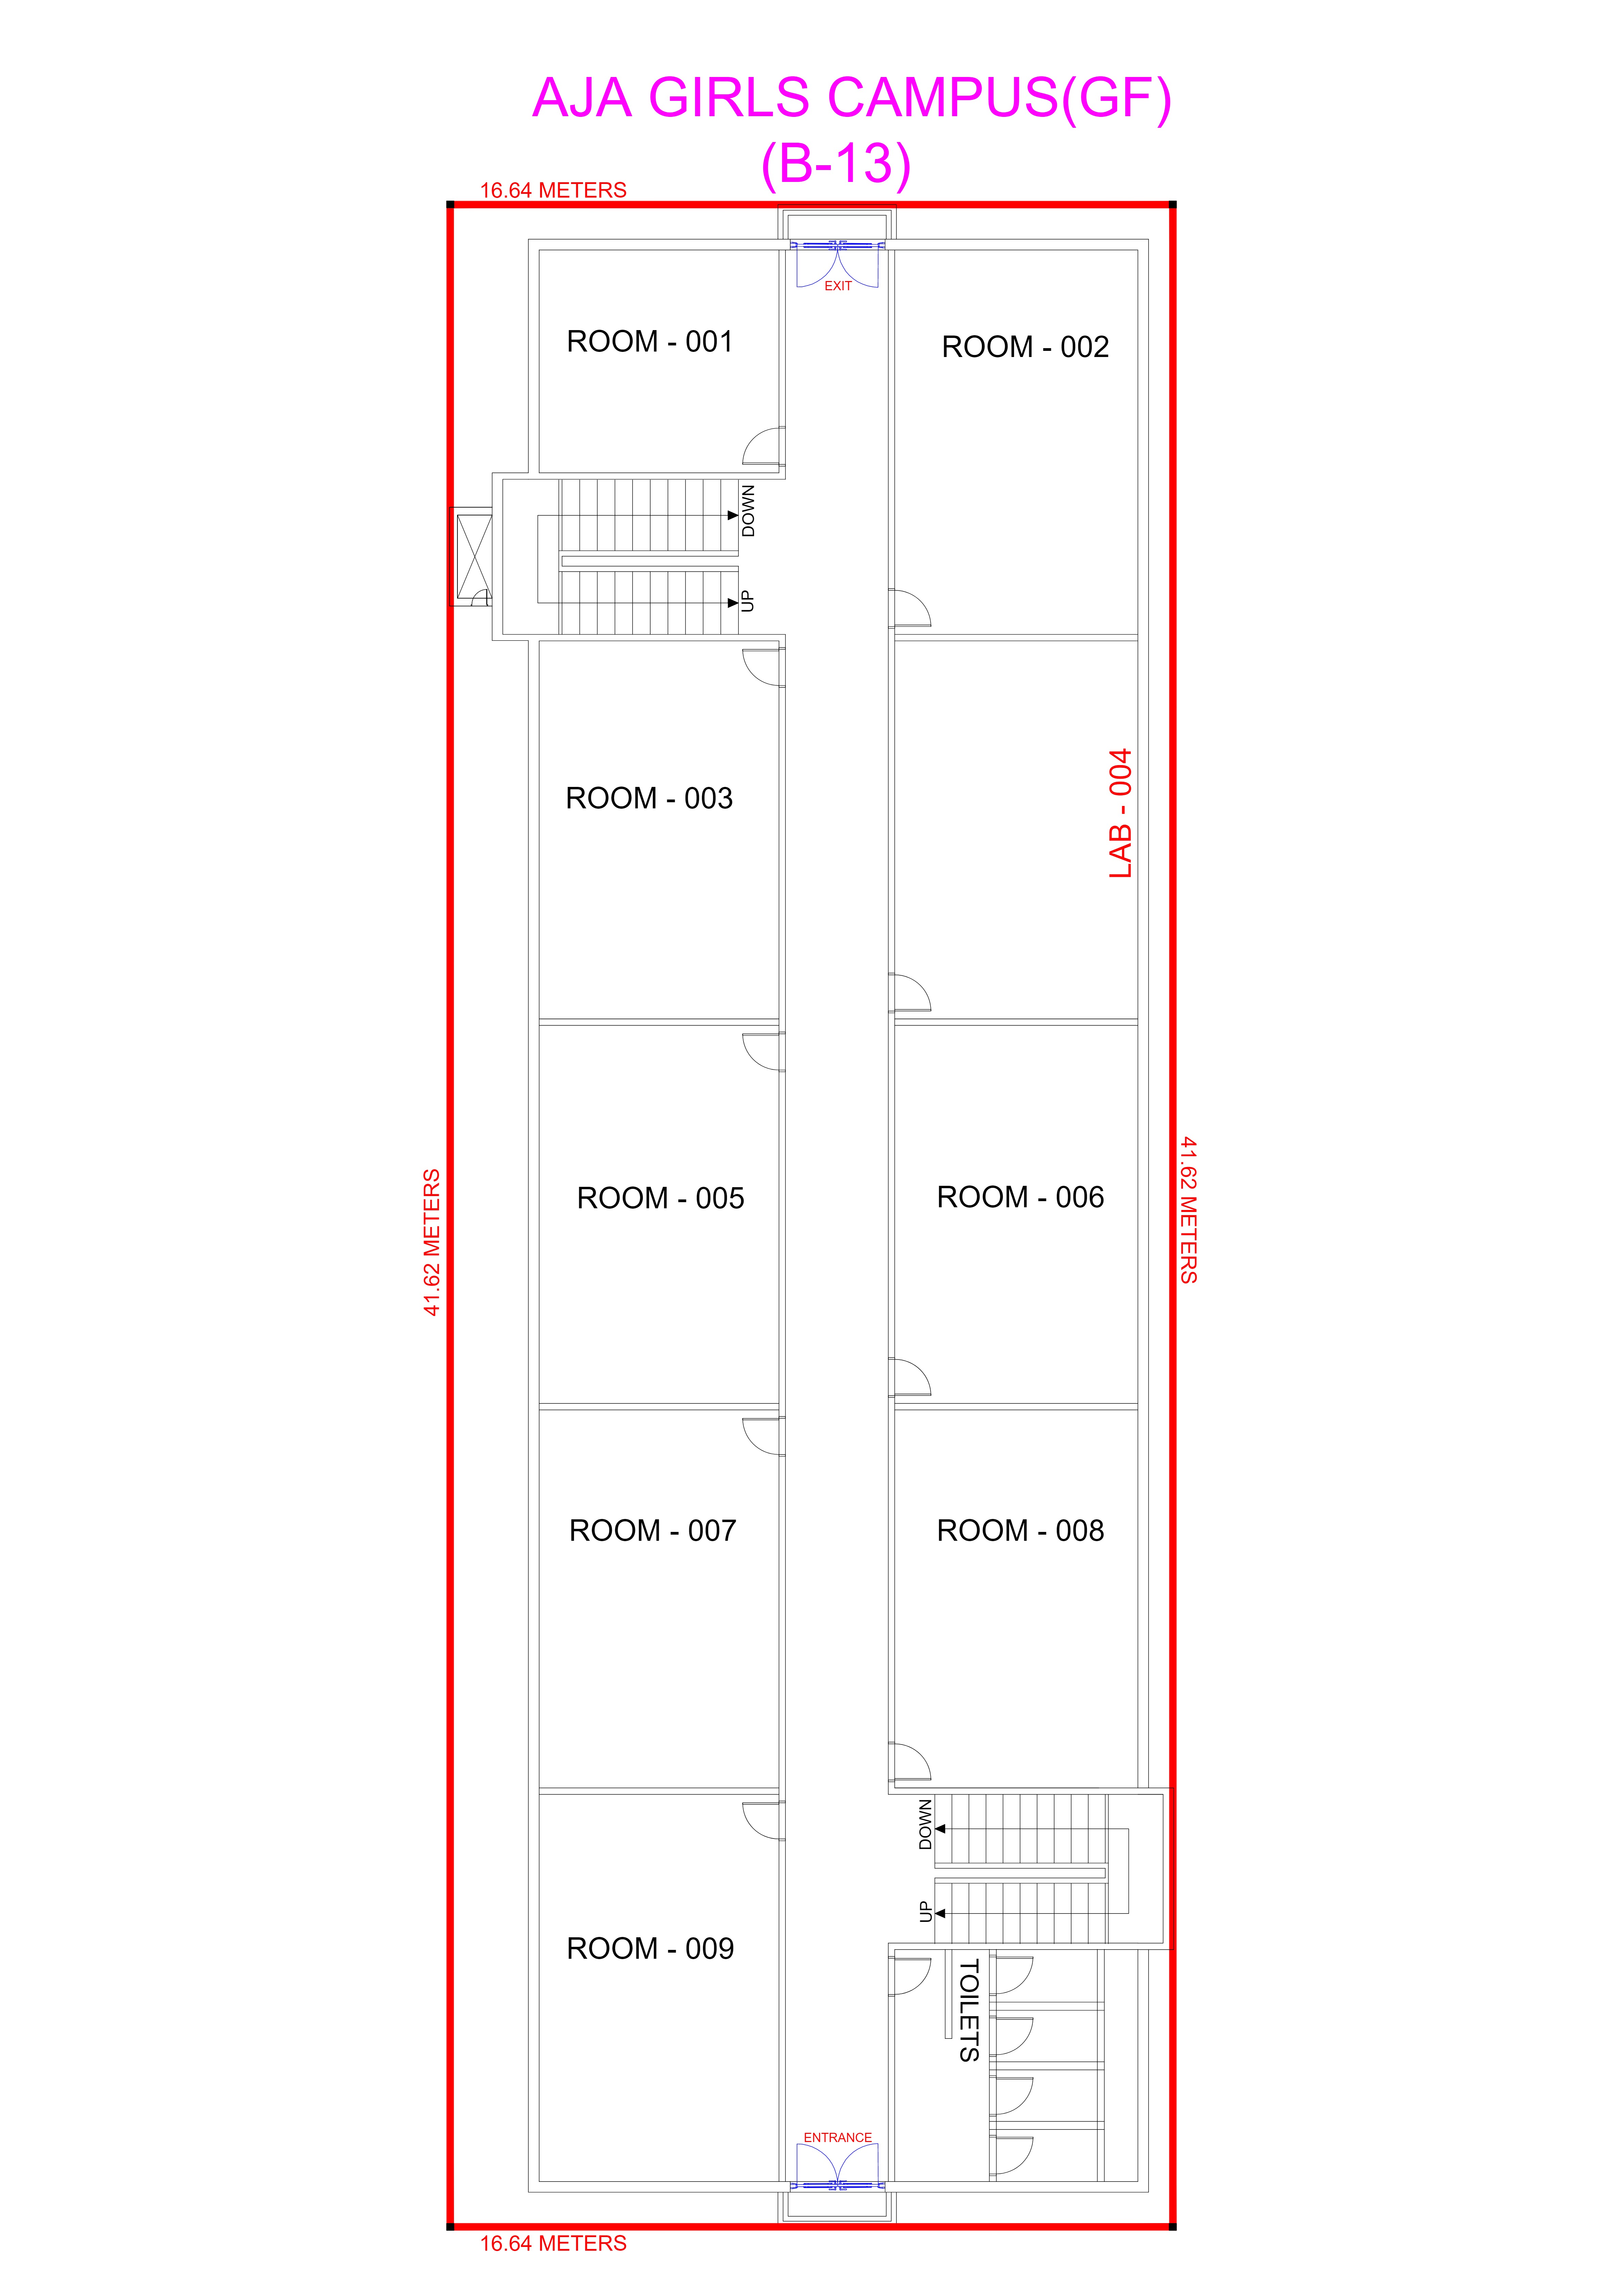 AJA GIRLS CAMPUS(GF)
(B-13)
16.64 METERS
EXIT
ROOM - 001
ROOM - 002
DOWN
UP
ROOM - 003
LAB - 004
41.62 METERS
41.62 METERS
ROOM - 005
ROOM - 006
ROOM - 007
ROOM - 008
DOWN
UP
ROOM - 009
TOILETS
ENTRANCE
16.64 METERS